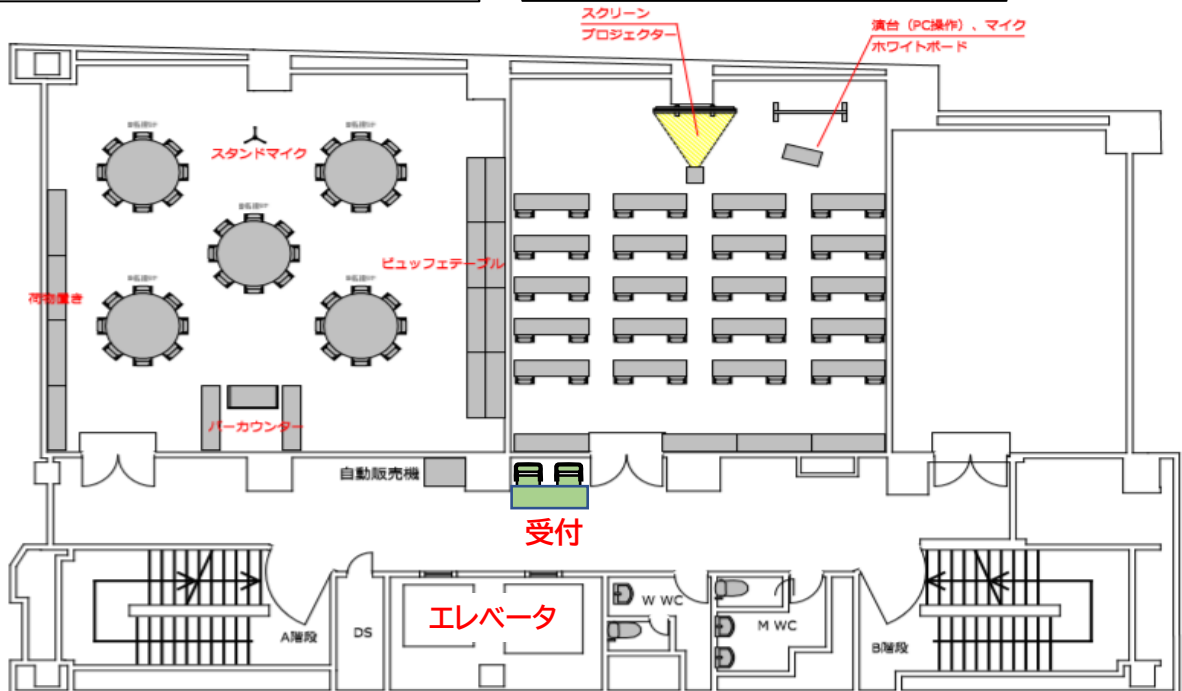 スクリーン
プロジェクター
演台（PC操作）、マイク
ホワイトボード
スタンドマイク
ビュッフェテーブル
荷物置き
バーカウンター
自動販売機
受付
エレベータ
A階段
DS
W WC
M WC
B階段